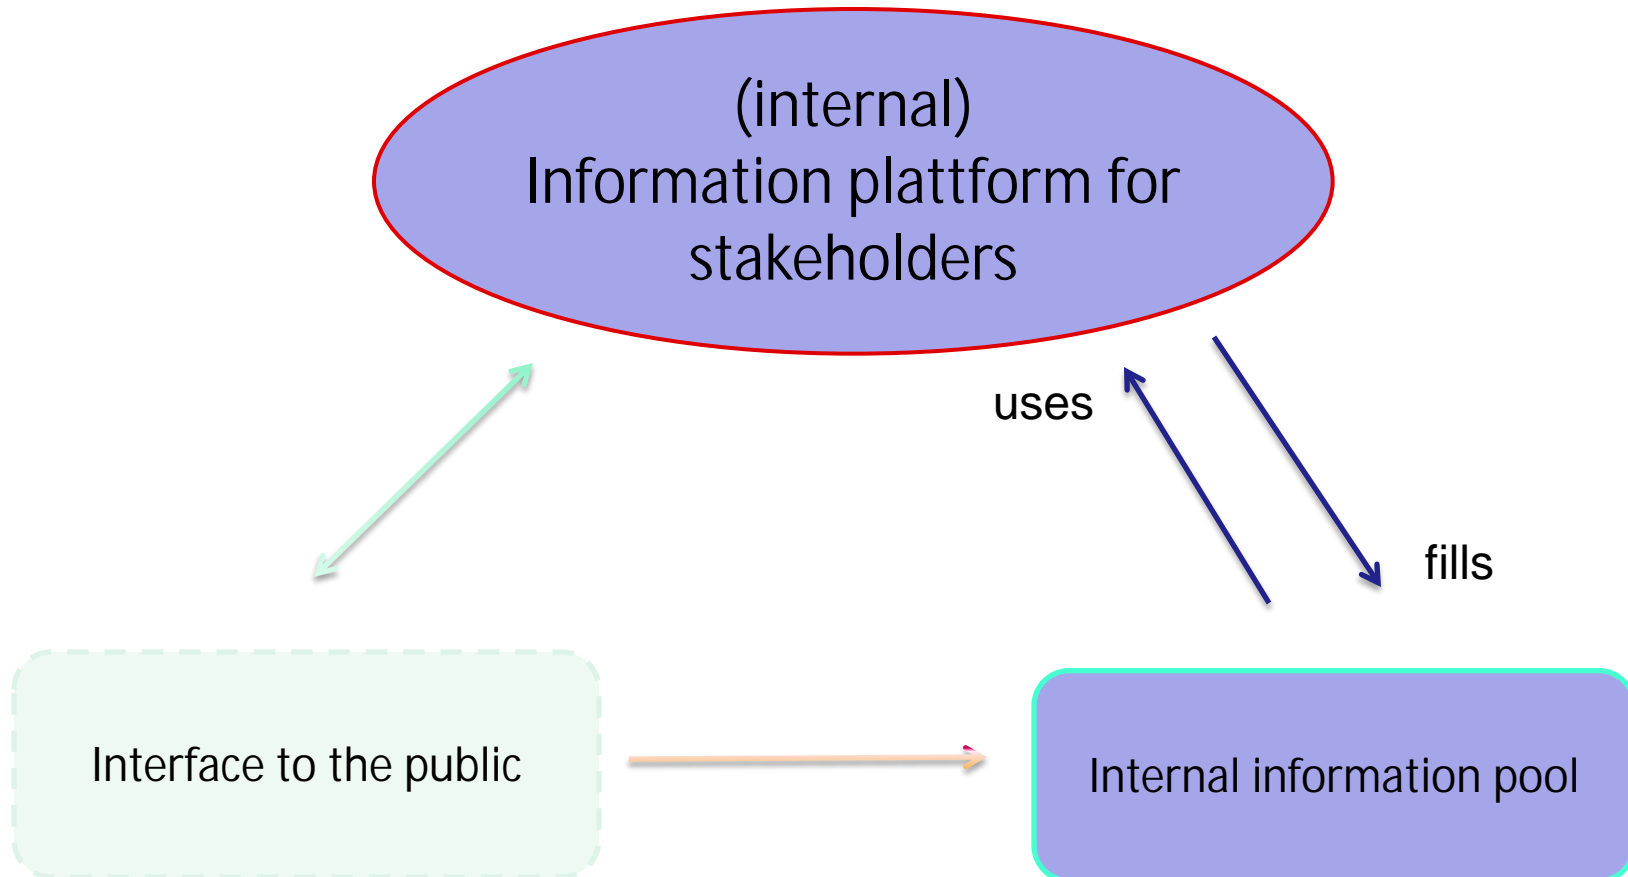 (internal)
Information plattform for
stakeholders
uses
fills
Interface to the public
Internal information pool